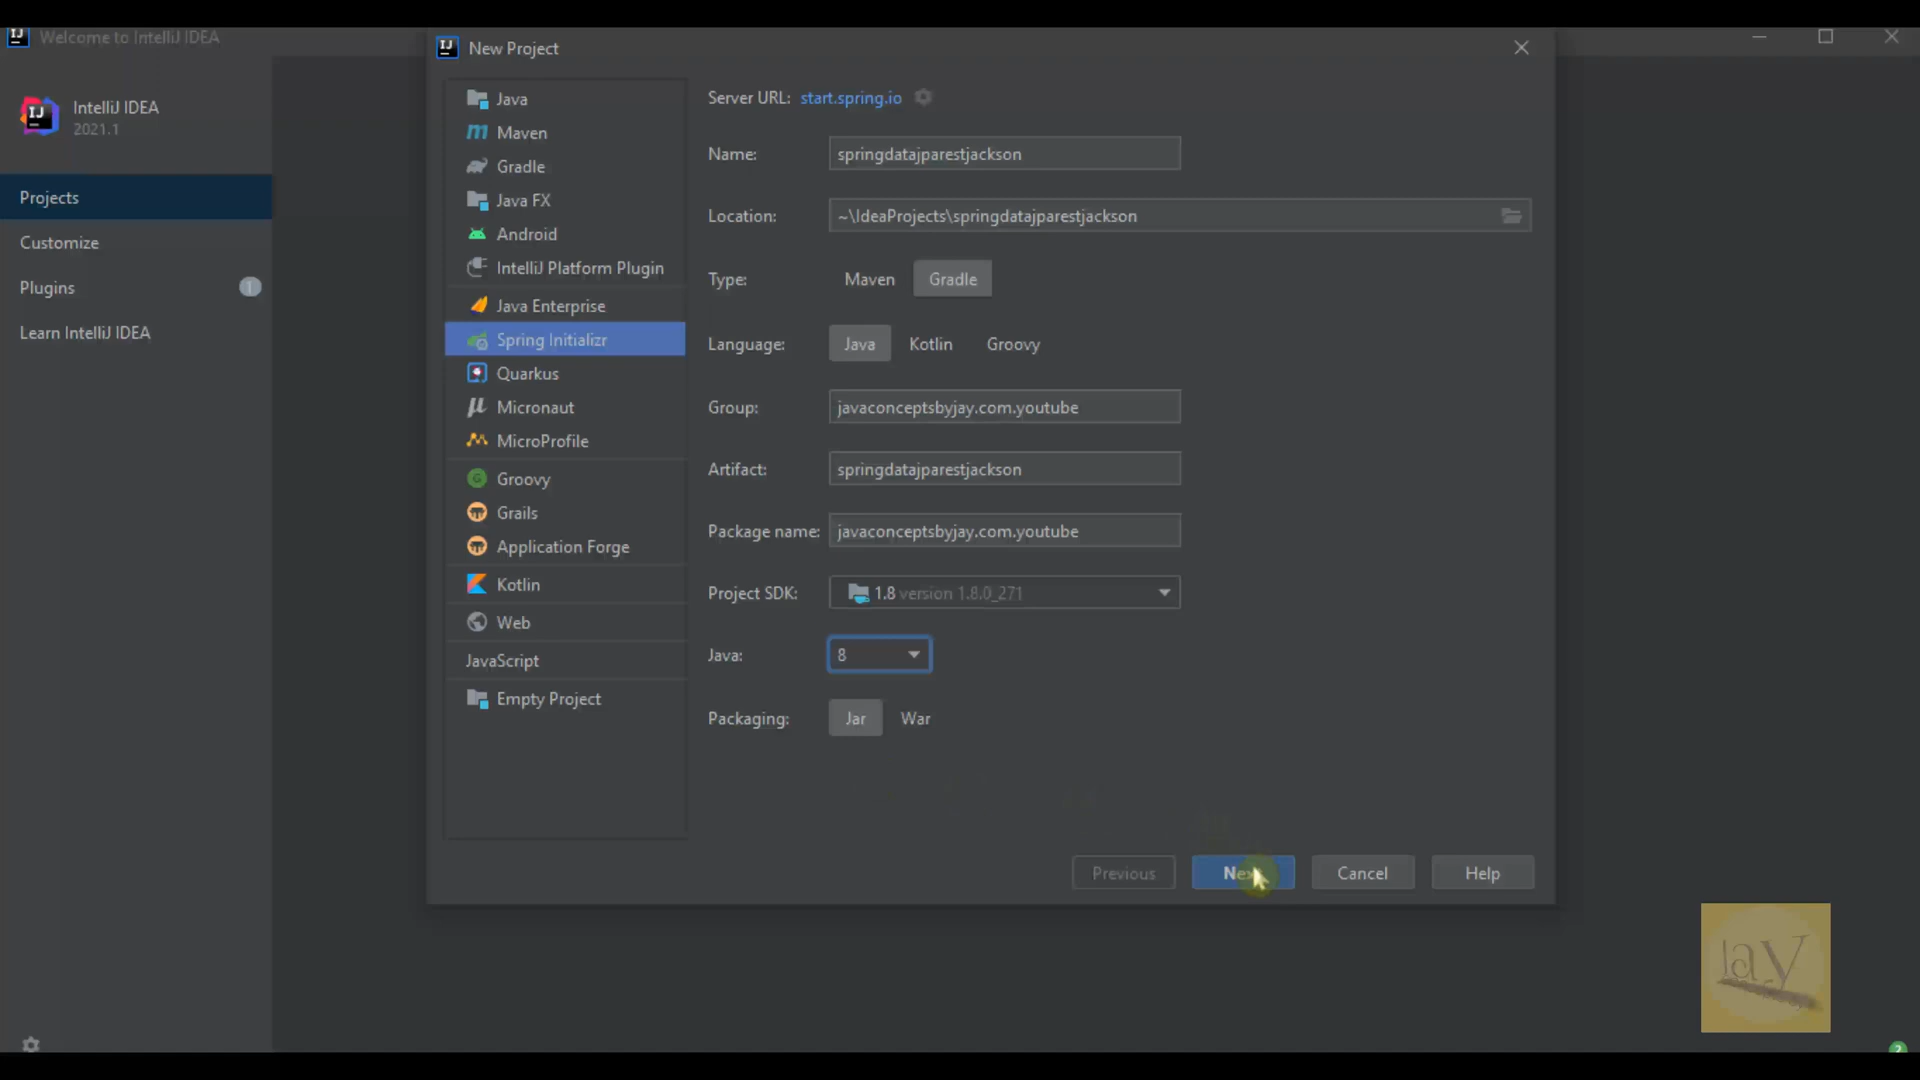 Welcome to IntelliJ IDEA
IntelliJ IDEA
2021.1
Projects
Customize
Plugins
1
Learn IntelliJ IDEA
New Project
Java
Maven
Gradle
Java FX
Android
IntelliJ Platform Plugin
Java Enterprise
Spring Initializr
Quarkus
Micronaut
MicroProfile
Groovy
Grails
Application Forge
Kotlin
Web
JavaScript
Empty Project
Server URL: start.spring.io
Name: springdatajparestjackson
Location: ~\IdeaProjects\springdatajparestjackson
Type: Maven Gradle
Language: Java Kotlin Groovy
Group: javaconceptsbyjay.com.youtube
Artifact: springdatajparestjackson
Package name: javaconceptsbyjay.com.youtube
Project SDK: 1.8 version 1.8.0_271
Java: 8
Packaging: Jar War
Previous Next Cancel Help
Jay
2